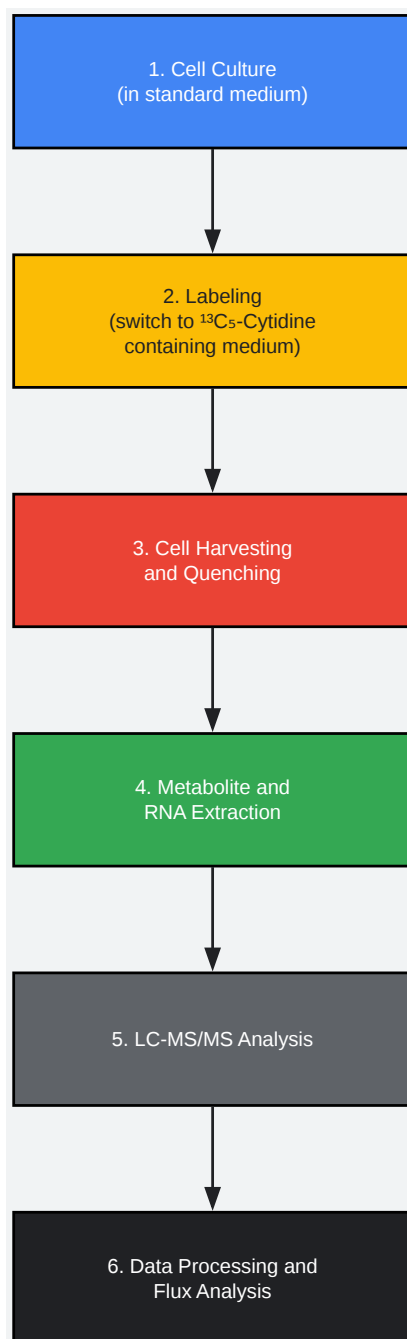 1. Cell Culture
(in standard medium)
2. Labeling
(switch to ¹³C₅-Cytidine
containing medium)
3. Cell Harvesting
and Quenching
4. Metabolite and
RNA Extraction
5. LC-MS/MS Analysis
6. Data Processing and
Flux Analysis